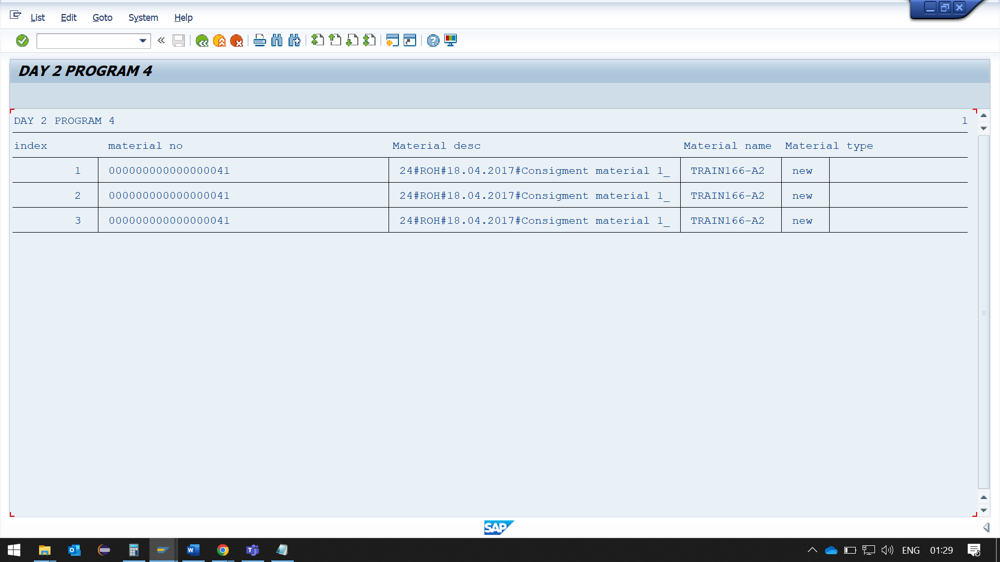 List Edit Goto System Help
DAY 2 PROGRAM 4
DAY 2 PROGRAM 4 1
index material no Material desc Material name Material type
1 000000000000000041 24#ROH#18.04.2017#Consigment material 1_ TRAIN166-A2 new
2 000000000000000041 24#ROH#18.04.2017#Consigment material 1_ TRAIN166-A2 new
3 000000000000000041 24#ROH#18.04.2017#Consigment material 1_ TRAIN166-A2 new
SAP
ENG 01:29